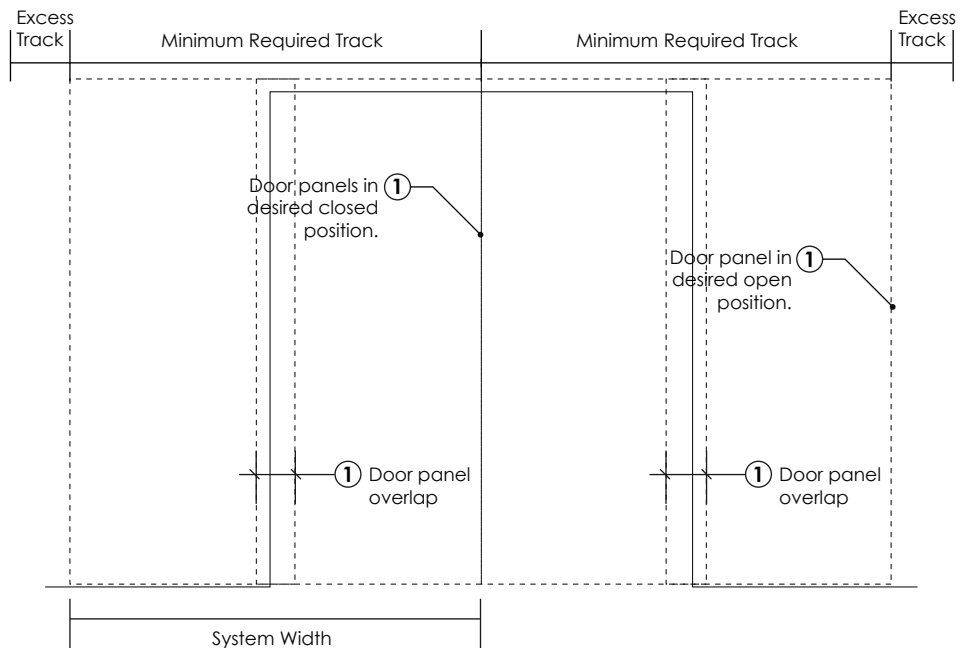 Excess
Track
Minimum Required Track
Minimum Required Track
Excess
Track
Door panels in
desired closed
position.
1
Door panel in
desired open
position.
1
1
Door panel
overlap
1
Door panel
overlap
System Width